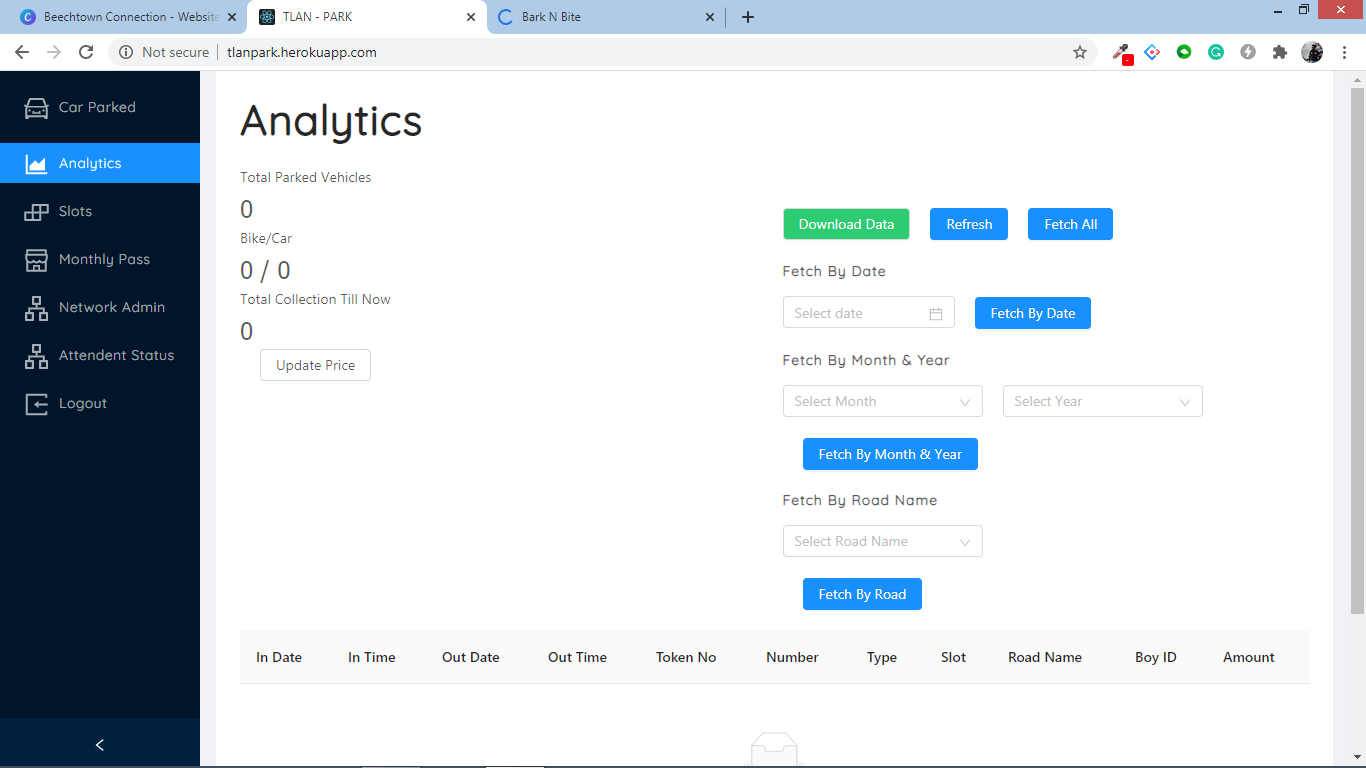 Beechtown Connection - Website
TLAN - PARK
Bark N Bite
Not secure
tlanpark.herokuapp.com
Car Parked
Analytics
Slots
Monthly Pass
Network Admin
Attendent Status
Logout
Analytics
Total Parked Vehicles
0
Bike/Car
0 / 0
Total Collection Till Now
0
Update Price
Download Data Refresh Fetch All
Fetch By Date
Select date Fetch By Date
Fetch By Month & Year
Select Month Select Year
Fetch By Month & Year
Fetch By Road Name
Select Road Name
Fetch By Road
In Date In Time Out Date Out Time Token No Number Type Slot Road Name Boy ID Amount